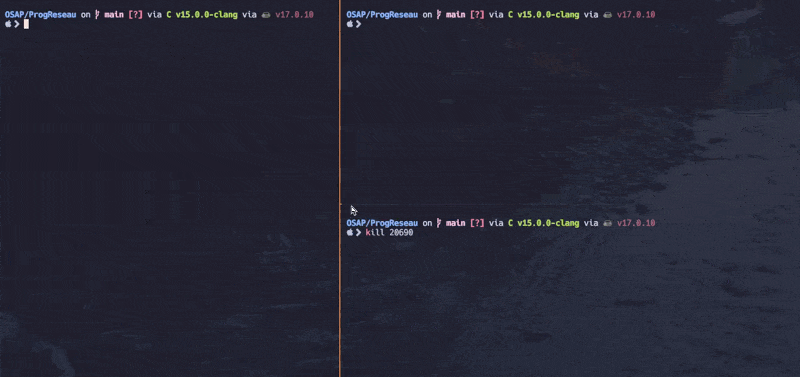 OSAP/ProgReseau on main [?] via C v15.0.0-clang via v17.0.10
❯
OSAP/ProgReseau on main [?] via C v15.0.0-clang via v17.0.10
❯
OSAP/ProgReseau on main [?] via C v15.0.0-clang via v17.0.10
❯ kill 20690